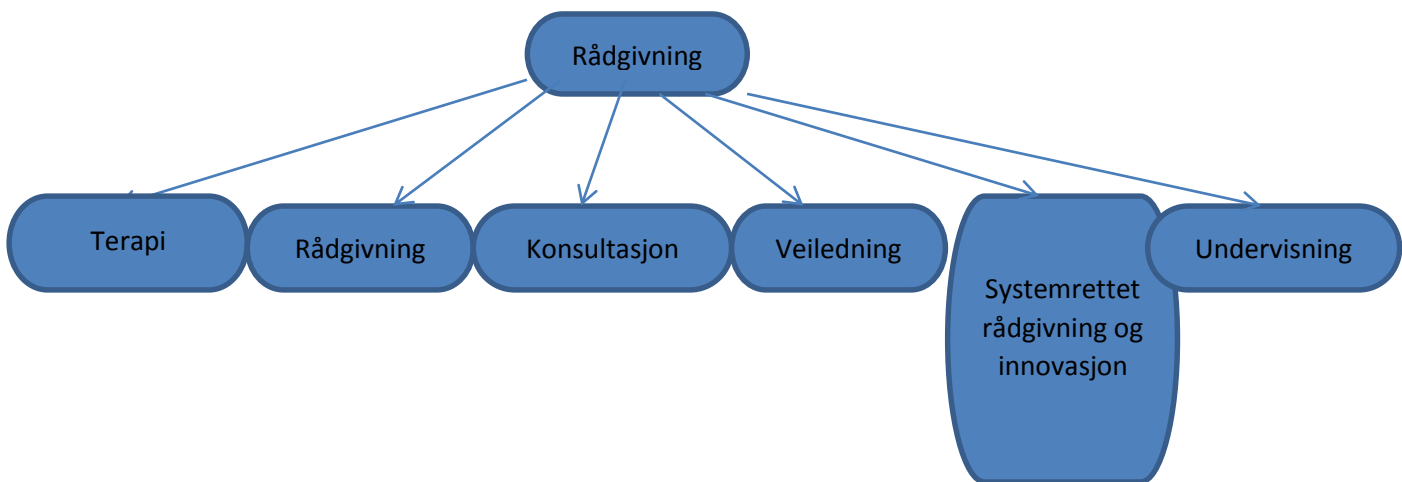 Rådgivning
Terapi
Rådgivning
Konsultasjon
Veiledning
Systemrettet
rådgivning og
innovasjon
Undervisning